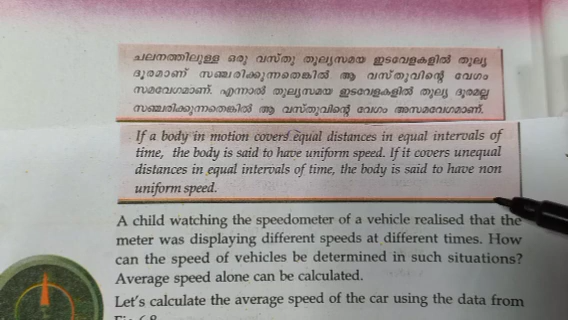 ചലനത്തിലുള്ള ഒരു വസ്തു തുല്യസമയ ഇടവേളകളിൽ തുല്യ
ദൂരമാണ് സഞ്ചരിക്കുന്നതെങ്കിൽ ആ വസ്തുവിന്റെ വേഗം
സമവേഗമാണ്. എന്നാൽ തുല്യസമയ ഇടവേളകളിൽ തുല്യ ദൂരമല്ല
സഞ്ചരിക്കുന്നതെങ്കിൽ ആ വസ്തുവിന്റെ വേഗം അസമവേഗമാണ്.
If a body in motion covers equal distances in equal intervals of
time, the body is said to have uniform speed. If it covers unequal
distances in equal intervals of time, the body is said to have non
uniform speed.
A child watching the speedometer of a vehicle realised that the
meter was displaying different speeds at different times. How
can the speed of vehicles be determined in such situations?
Average speed alone can be calculated.
Let's calculate the average speed of the car using the data from